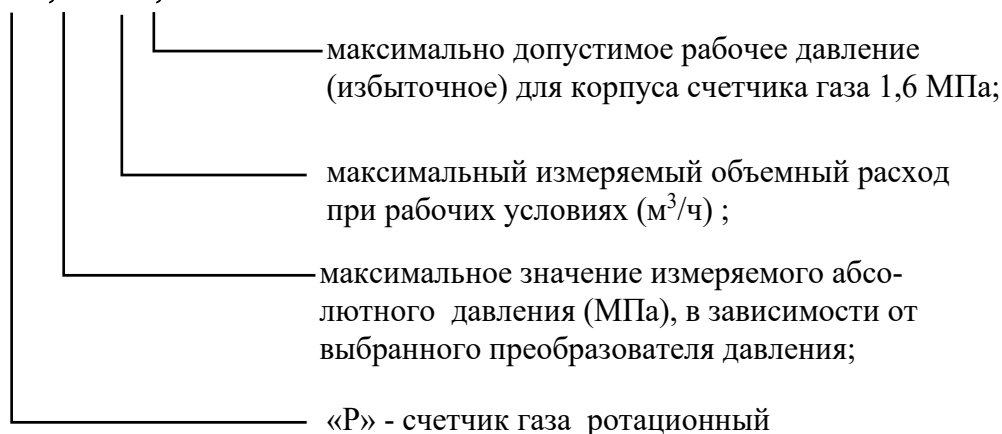 максимально допустимое рабочее давление
(избыточное) для корпуса счетчика газа 1,6 МПа;
максимальный измеряемый объемный расход
при рабочих условиях (м³/ч) ;
максимальное значение измеряемого абсо-
лютного давления (МПа), в зависимости от
выбранного преобразователя давления;
«Р» - счетчик газа ротационный